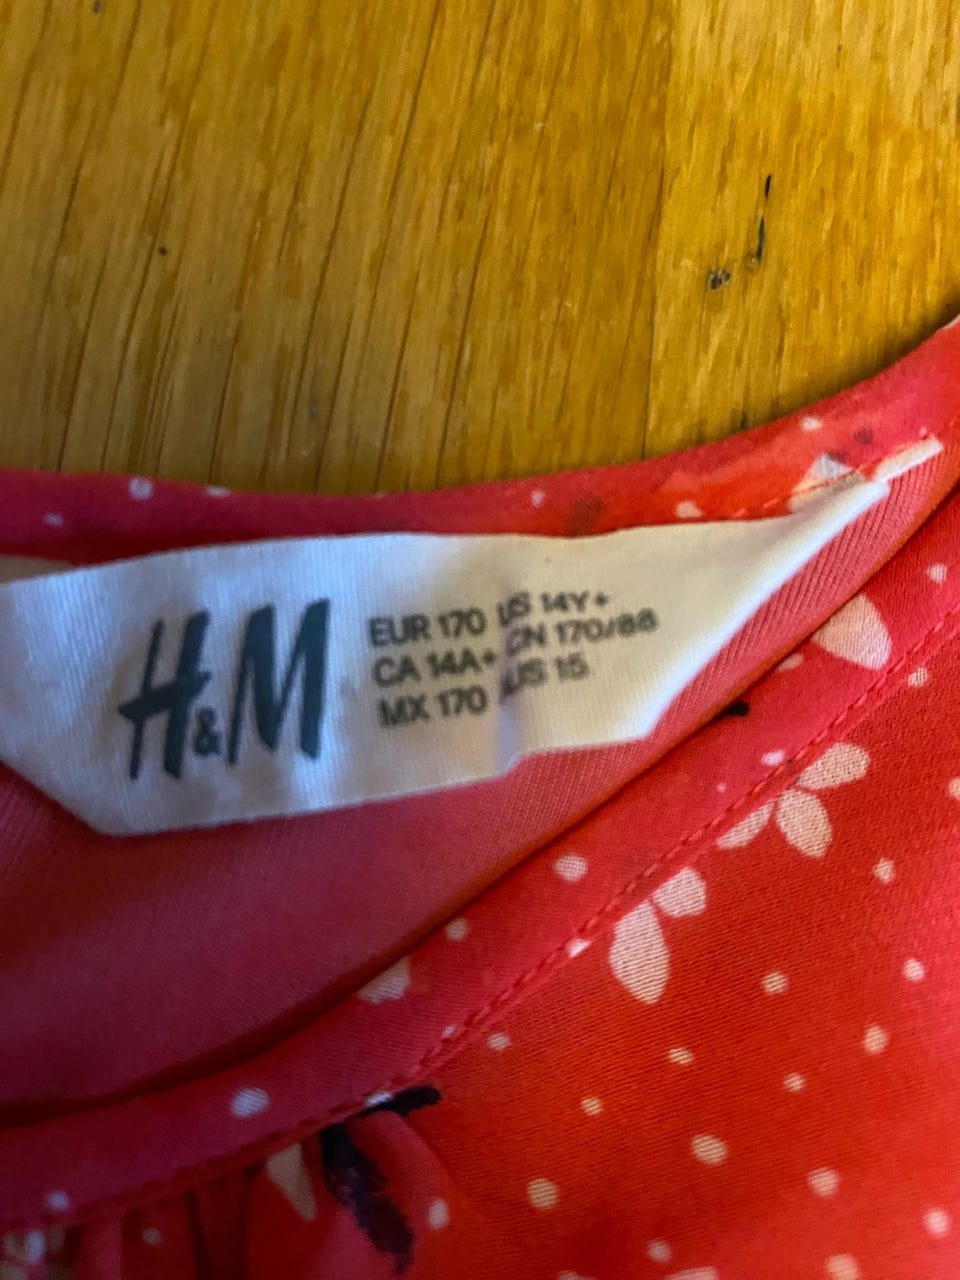 H&M
EUR 170 US 14Y+
CA 14A+ CN 170/88
MX 170 AUS 15